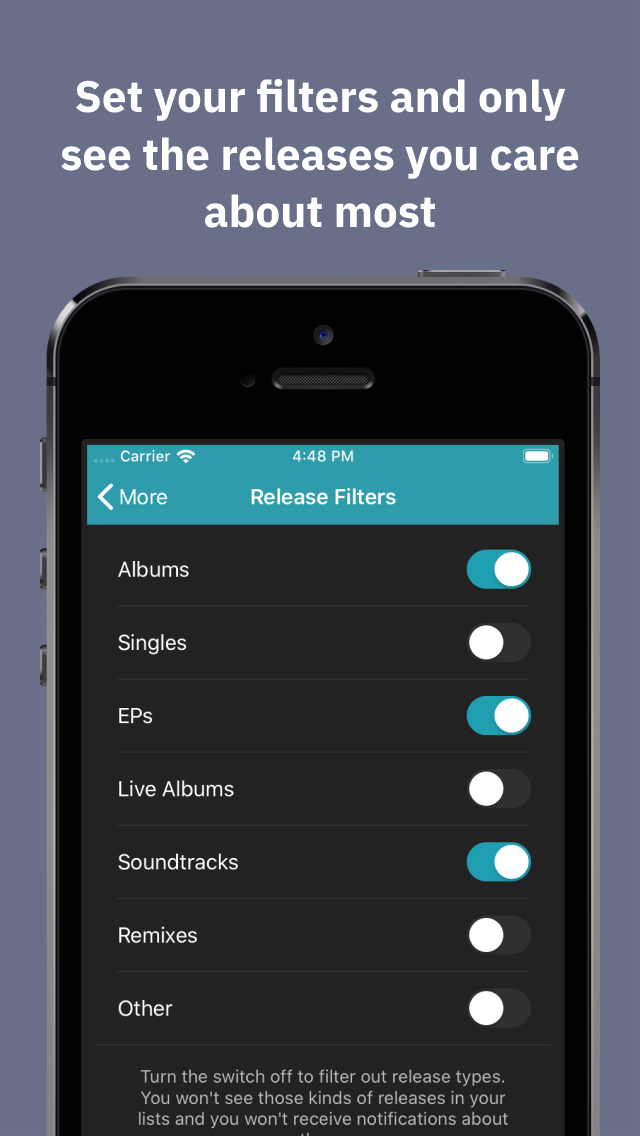 Set your filters and only
see the releases you care
about most
Carrier 4:48 PM
More Release Filters
Albums
Singles
EPs
Live Albums
Soundtracks
Remixes
Other
Turn the switch off to filter out release types.
You won't see those kinds of releases in your
lists and you won't receive notifications about